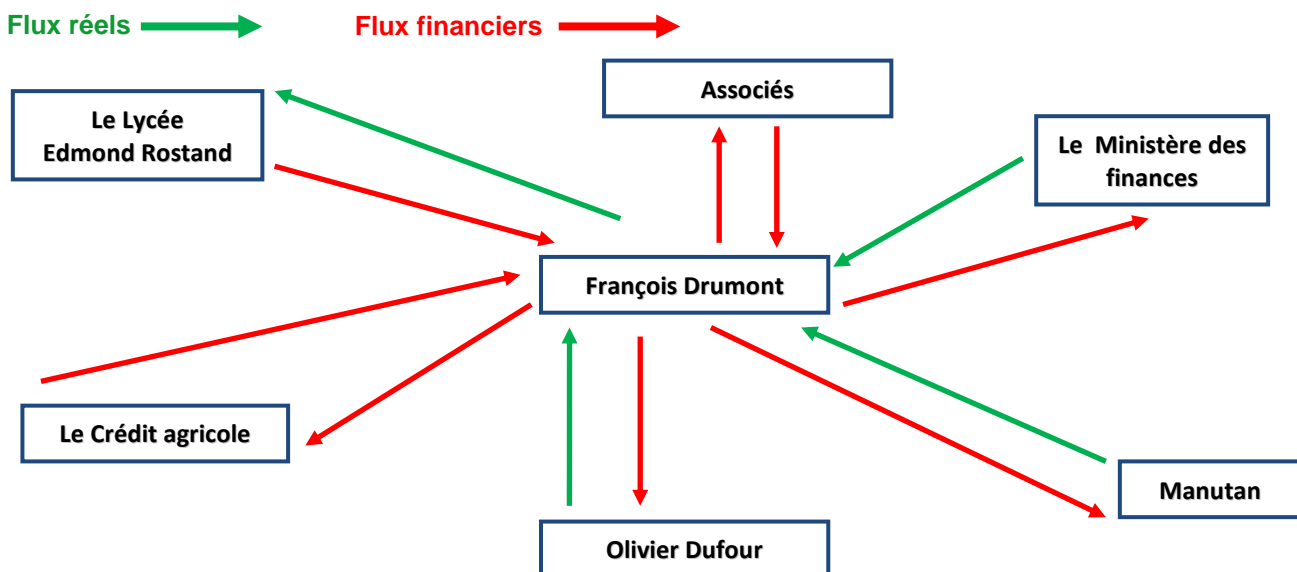 Flux réels
Flux financiers
Associés
Le Lycée
Edmond Rostand
Le Ministère des
finances
François Drumont
Le Crédit agricole
Manutan
Olivier Dufour